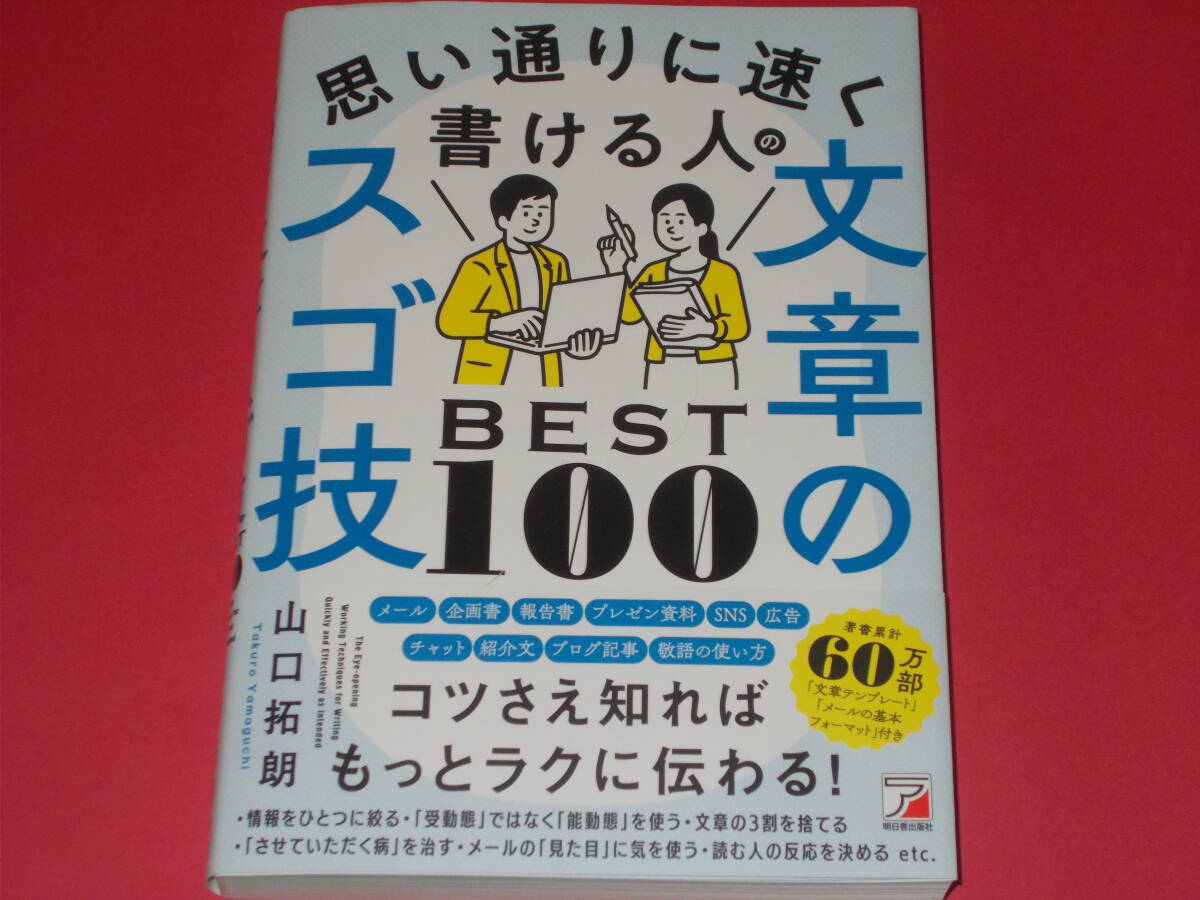 思い通りに速く
書ける人の
文章の
スゴ技
BEST
100
山口拓朗
Takuro Yamaguchi
The Eye-opening
Working Techniques for Writing
Quickly and Effectively as Intended
メール 企画書 報告書 プレゼン資料 SNS 広告
チャット 紹介文 ブログ記事 敬語の使い方
著書累計
60万部
「文章テンプレート」
「メールの基本
フォーマット」付き
コツさえ知れば
もっとラクに伝わる!
・情報をひとつに絞る・「受動態」ではなく「能動態」を使う・文章の3割を捨てる
・「させていただく病」を治す・メールの「見た目」に気を使う・読む人の反応を決める etc.
明日香出版社